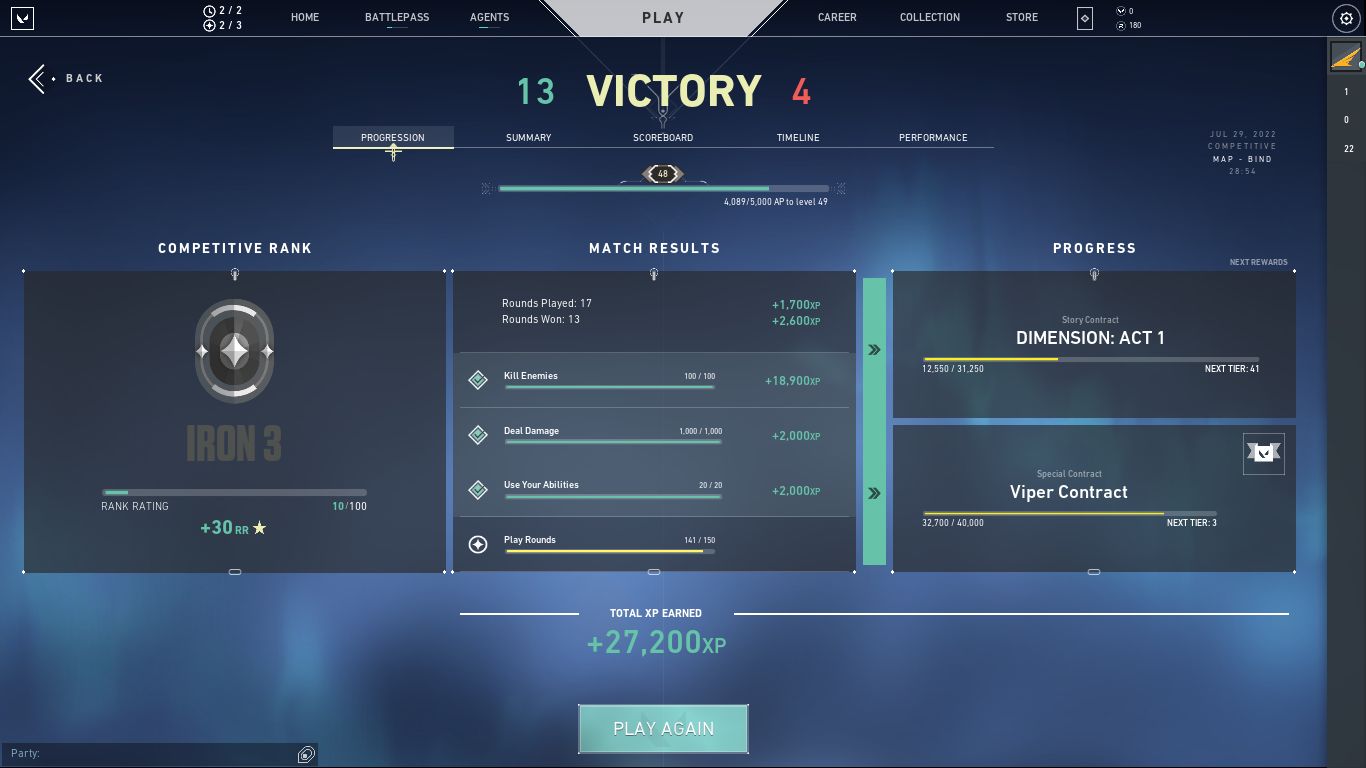 2 / 2
2 / 3
HOME
BATTLEPASS
AGENTS
PLAY
CAREER
COLLECTION
STORE
0
180
BACK
13 VICTORY 4
PROGRESSION
SUMMARY
SCOREBOARD
TIMELINE
PERFORMANCE
1
0
22
JUL 29, 2022
COMPETITIVE
MAP - BIND
28:54
48
4,089/5,000 AP to level 49
COMPETITIVE RANK
IRON 3
RANK RATING 10/100
+30 RR
MATCH RESULTS
Rounds Played: 17 +1,700XP
Rounds Won: 13 +2,600XP
Kill Enemies 100 / 100 +18,900XP
Deal Damage 1,000 / 1,000 +2,000XP
Use Your Abilities 20 / 20 +2,000XP
Play Rounds 141 / 150
PROGRESS
NEXT REWARDS
Story Contract
DIMENSION: ACT 1
12,550 / 31,250 NEXT TIER: 41
Special Contract
Viper Contract
32,700 / 40,000 NEXT TIER: 3
TOTAL XP EARNED
+27,200XP
PLAY AGAIN
Party: